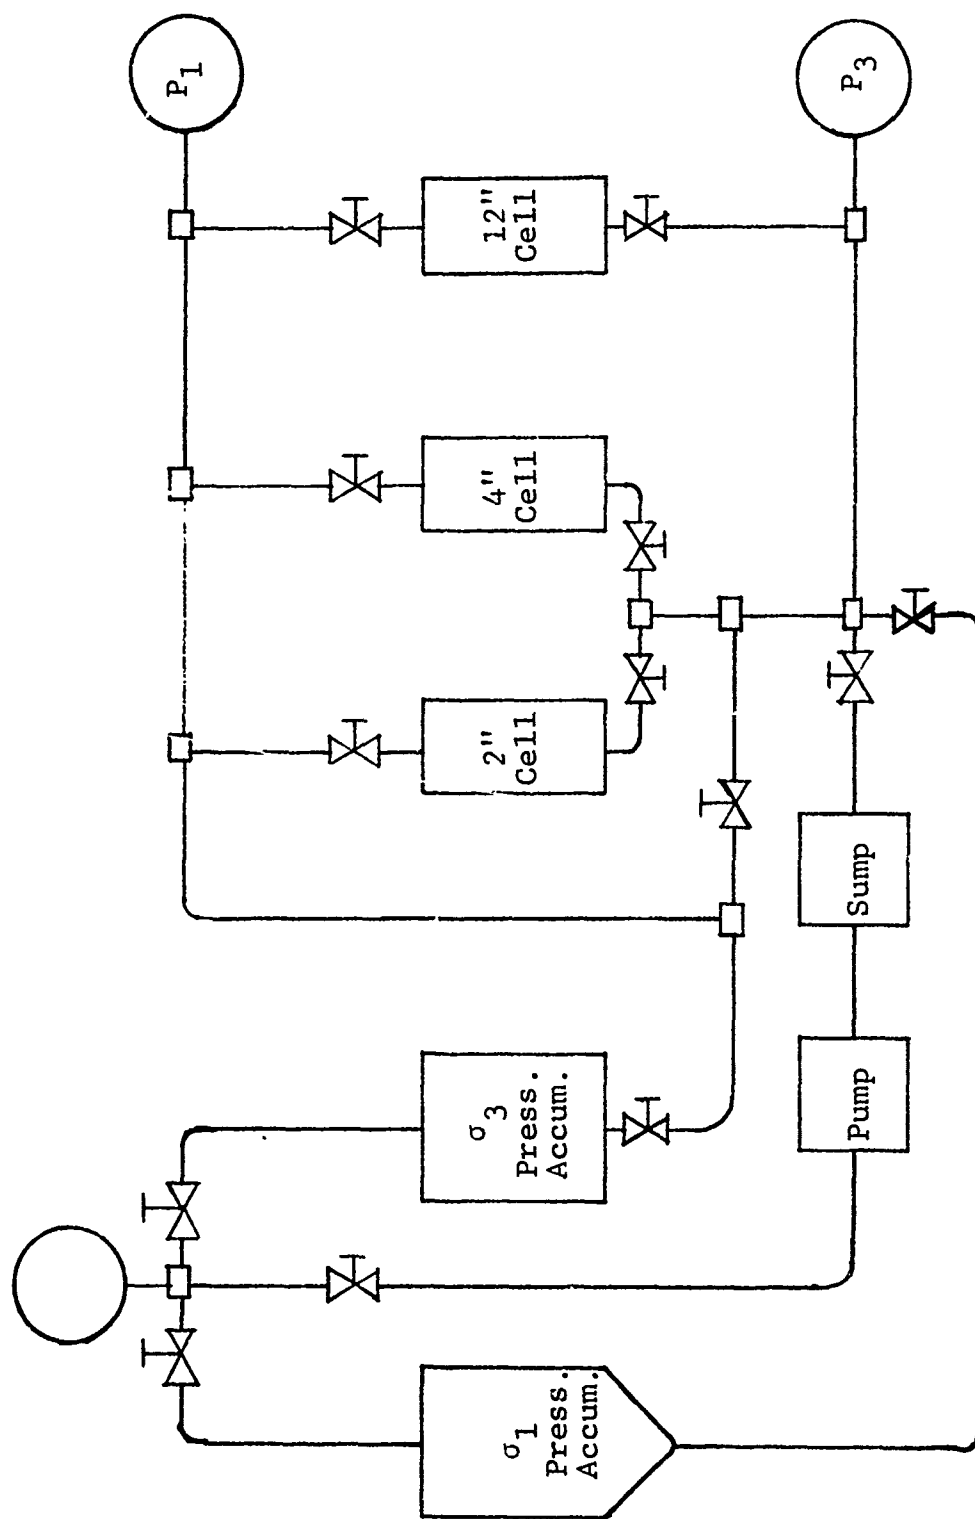 P1
P3
12"
Cell
4"
Cell
2"
Cell
σ3
Press.
Accum.
Sump
Pump
σ1
Press.
Accum.